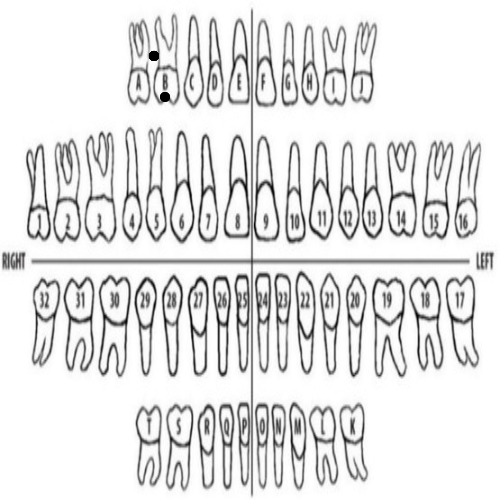 A B C D E F G H I J
1 2 3 4 5 6 7 8 9 10 11 12 13 14 15 16
RIGHT LEFT
32 31 30 29 28 27 26 25 24 23 22 21 20 19 18 17
T S R Q P O N M L K